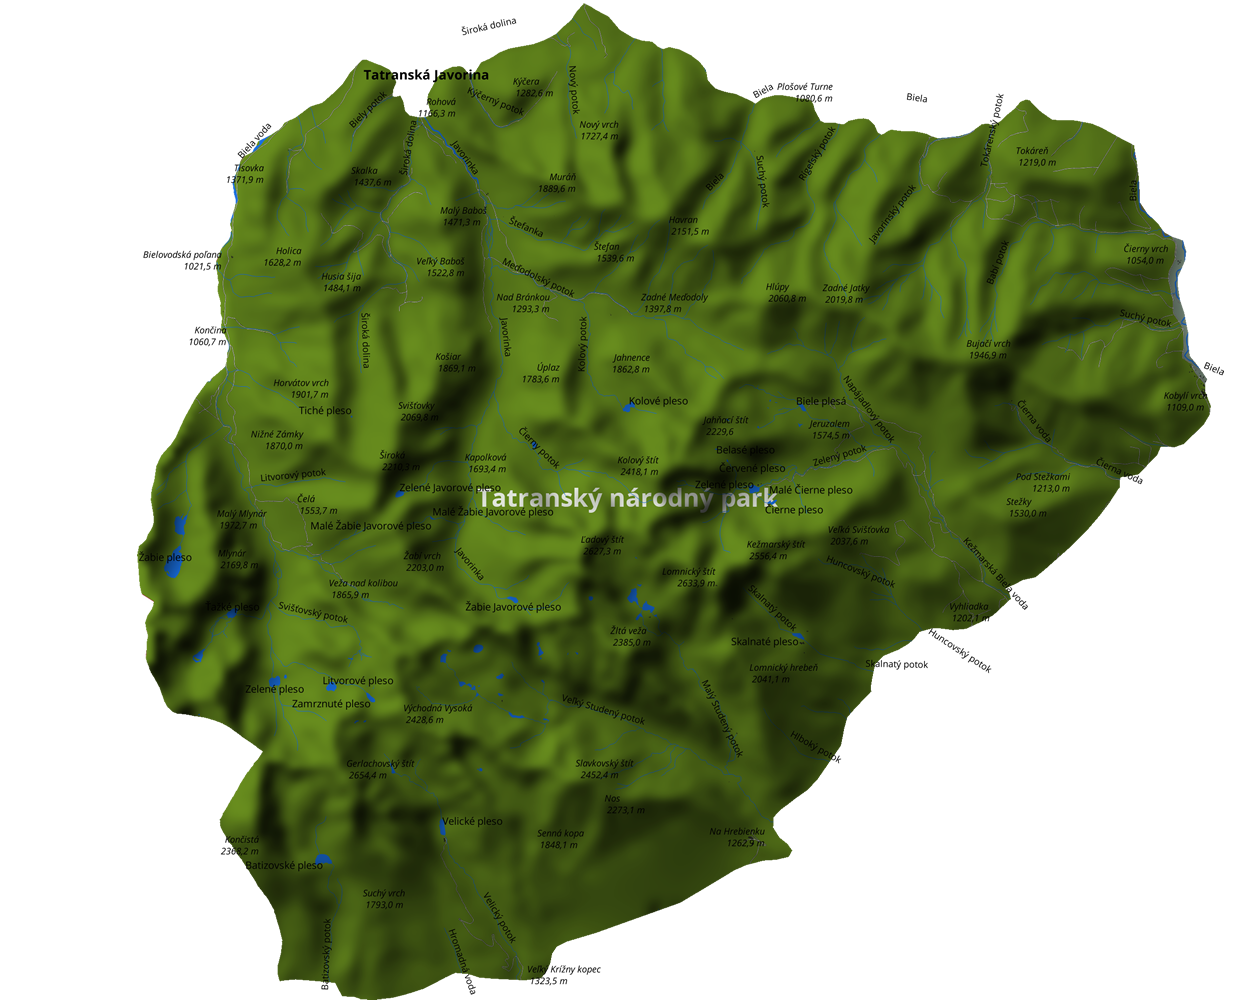 Široká dolina
Tatranská Javorina
Kýčera
1282,6 m
Nový potok
Biela
Plošové Turne
1080,6 m
Biela
Rohová
1166,3 m
Kýčerný potok
Biely potok
Nový vrch
1727,4 m
Tokárenský potok
Biela voda
Široká dolina
Javorinka
Rigeľský potok
Tokáreň
1219,0 m
Tisovka
1371,9 m
Skalka
1437,6 m
Muráň
1889,6 m
Biela
Suchý potok
Biela
Malý Baboš
1471,3 m
Štefanka
Havran
2151,5 m
Javorinský potok
Bielovodská poľana
1021,5 m
Holica
1628,2 m
Štefan
1539,6 m
Čierny vrch
1054,0 m
Husia šija
1484,1 m
Veľký Baboš
1522,8 m
Meďodolský potok
Babí potok
Nad Bránkou
1293,3 m
Zadné Meďodoly
1397,8 m
Hlúpy
2060,8 m
Zadné Jatky
2019,8 m
Suchý potok
Končina
1060,7 m
Široká dolina
Javorinka
Kolový potok
Bujačí vrch
1946,9 m
Košiar
1869,1 m
Úplaz
1783,6 m
Jahnence
1862,8 m
Biela
Horvátov vrch
1901,7 m
Tiché pleso
Svišťovky
2069,8 m
Kolové pleso
Biele plesá
Napájadlový potok
Kobylí vrch
1109,0 m
Jahňací štít
2229,6
Jeruzalem
1574,5 m
Čierna voda
Nižné Zámky
1870,0 m
Čierny potok
Belasé pleso
Široká
2210,3 m
Kapolková
1693,4 m
Kolový štít
2418,1 m
Červené pleso
Zelený potok
Čierna voda
Litvorový potok
Zelené Javorové pleso
Zelené pleso
Malé Čierne pleso
Pod Stežkami
1213,0 m
Čelá
1553,7 m
Tatranský národný park
Čierne pleso
Stežky
1530,0 m
Malý Mlynár
1972,7 m
Malé Žabie Javorové pleso
Malé Žabie Javorové pleso
Veľká Svišťovka
2037,6 m
Žabie pleso
Mlynár
2169,8 m
Žabí vrch
2203,0 m
Javorinka
Ľadový štít
2627,3 m
Kežmarský štít
2556,4 m
Kežmarská Biela voda
Veža nad kolibou
1865,9 m
Lomnický štít
2633,9 m
Huncovský potok
Ťažké pleso
Svišťovský potok
Žabie Javorové pleso
Skalnatý potok
Vyhliadka
1202,1 m
Žltá veža
2385,0 m
Skalnaté pleso
Huncovský potok
Skalnatý potok
Lomnický hrebeň
2041,1 m
Zelené pleso
Litvorové pleso
Zamrznuté pleso
Východná Vysoká
2428,6 m
Veľký Studený potok
Malý Studený potok
Hlboký potok
Gerlachovský štít
2654,4 m
Slavkovský štít
2452,4 m
Nos
2273,1 m
Velické pleso
Senná kopa
1848,1 m
Na Hrebienku
1262,9 m
Končistá
2368,2 m
Batizovské pleso
Suchý vrch
1793,0 m
Batizovský potok
Velický potok
Hromadná voda
Veľký Krížny kopec
1323,5 m